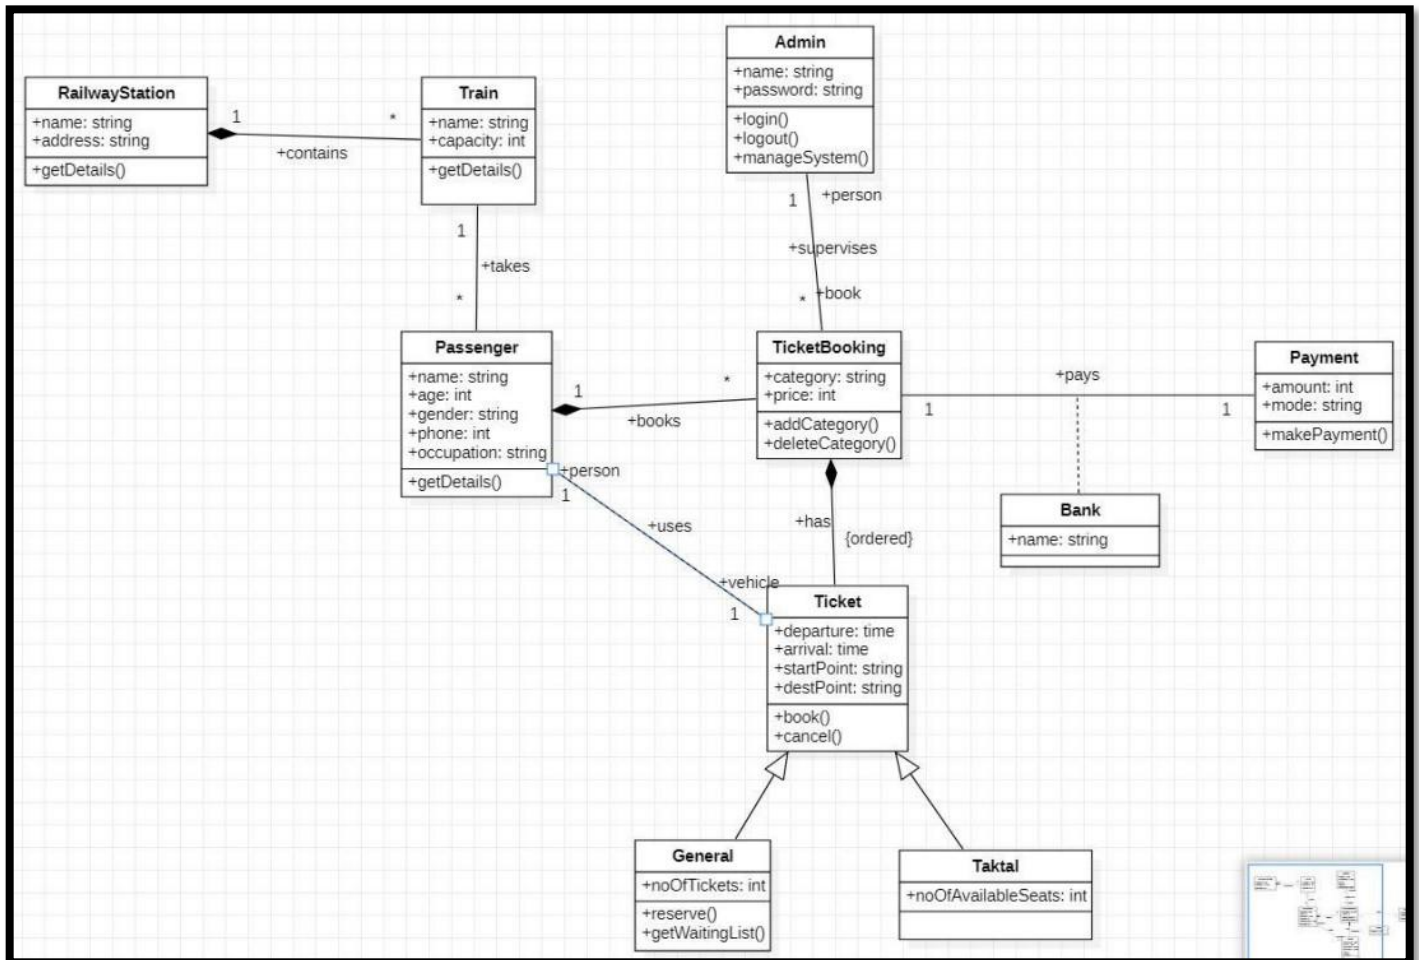 Admin
+name: string
+password: string
+login()
+logout()
+manageSystem()
RailwayStation
+name: string
+address: string
+getDetails()
1
*
+contains
Train
+name: string
+capacity: int
+getDetails()
1
+takes
*
1
+person
+supervises
*
+book
Passenger
+name: string
+age: int
+gender: string
+phone: int
+occupation: string
+getDetails()
1
*
+books
TicketBooking
+category: string
+price: int
+addCategory()
+deleteCategory()
+pays
1
1
Payment
+amount: int
+mode: string
+makePayment()
Bank
+name: string
+person
1
+uses
+vehicle
1
+has
{ordered}
Ticket
+departure: time
+arrival: time
+startPoint: string
+destPoint: string
+book()
+cancel()
General
+noOfTickets: int
+reserve()
+getWaitingList()
Taktal
+noOfAvailableSeats: int